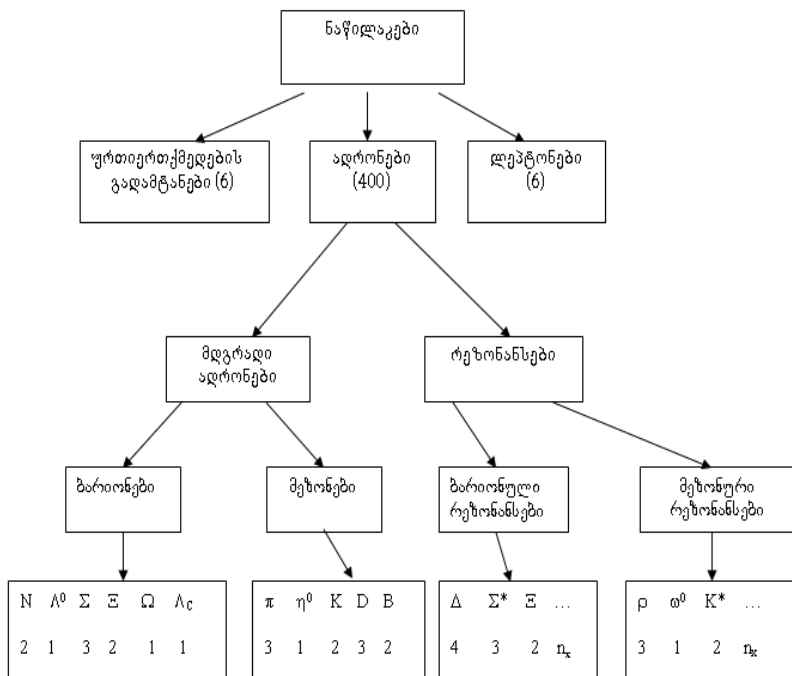 ნაწილაკები
ურთიერთქმედების
გადამტანები (6)
ადრონები
(400)
ლეპტონები
(6)
მდგრადი
ადრონები
რეზონანსები
ბარიონები
მეზონები
ბარიონული
რეზონანსები
მეზონური
რეზონანსები
N Λ⁰ Σ Ξ Ω Λc
2 1 3 2 1 1
π η⁰ K D B
3 1 2 3 2
Δ Σ* Ξ ...
4 3 2 nₓ
ρ ω⁰ K* ...
3 1 2 nₓ